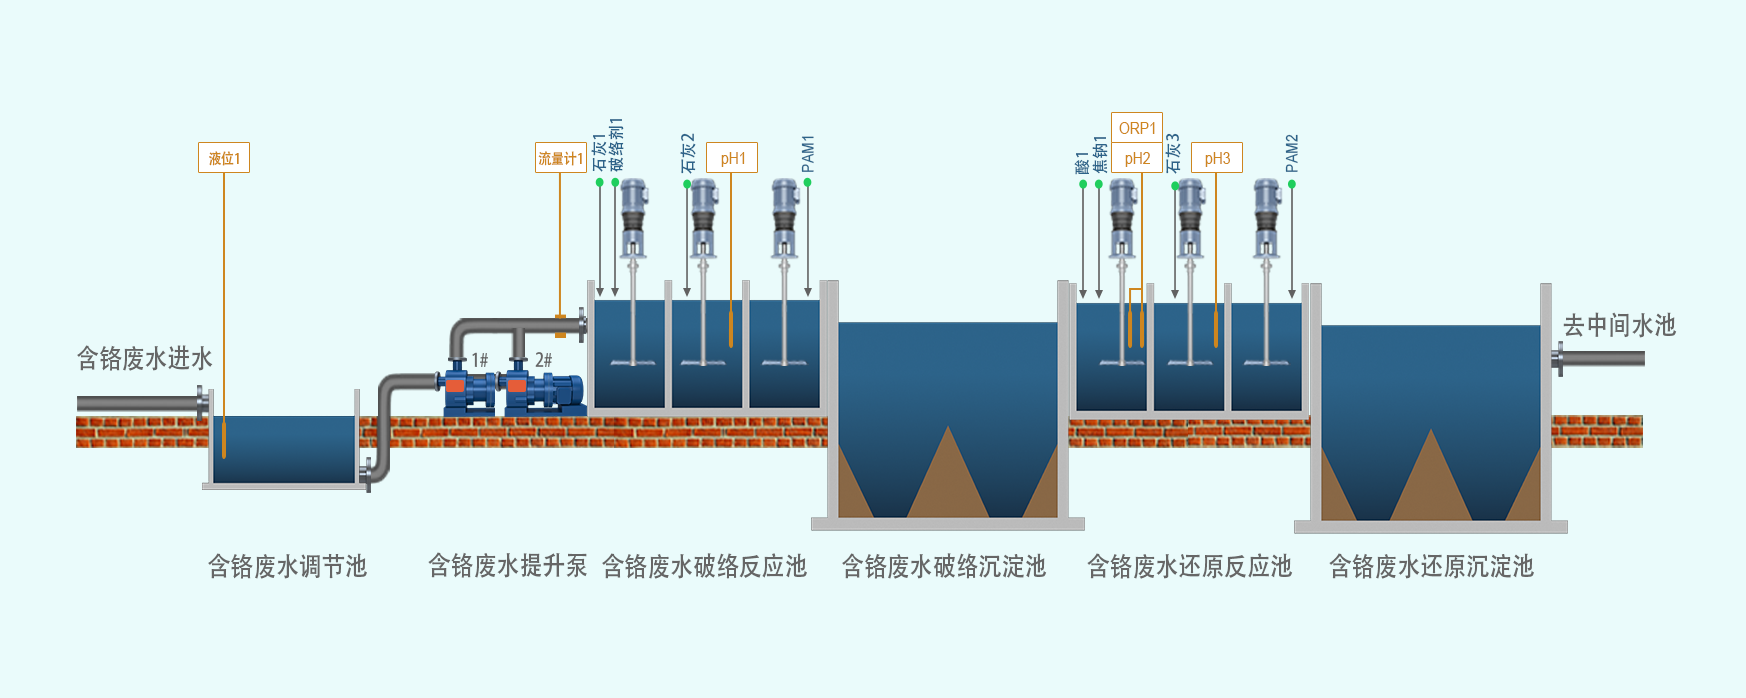 液位1
流量计1
石灰1
破络剂1
石灰2
pH1
PAM1
酸1
焦钠1
ORP1
pH2
石灰3
pH3
PAM2
含铬废水进水
1#
2#
去中间水池
含铬废水调节池
含铬废水提升泵
含铬废水破络反应池
含铬废水破络沉淀池
含铬废水还原反应池
含铬废水还原沉淀池